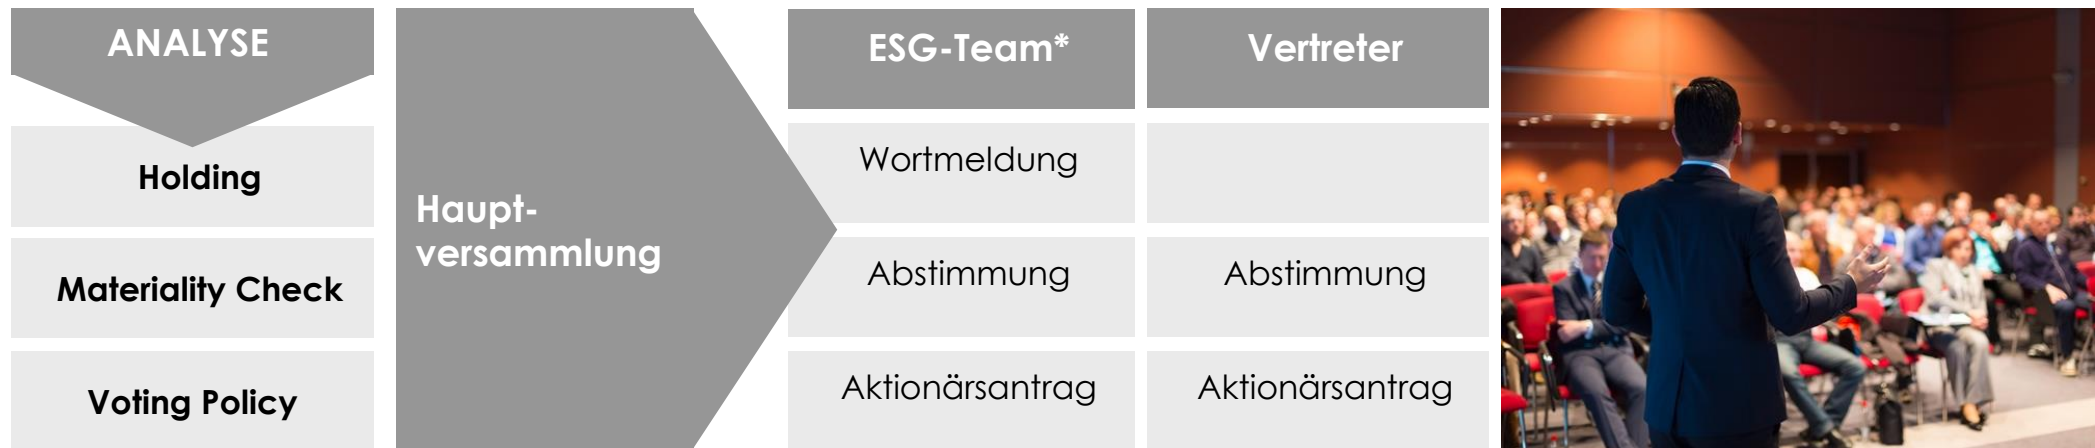 ANALYSE
Holding
Materiality Check
Voting Policy
Haupt-
versammlung
ESG-Team*
Vertreter
Wortmeldung
Abstimmung
Abstimmung
Aktionärsantrag
Aktionärsantrag